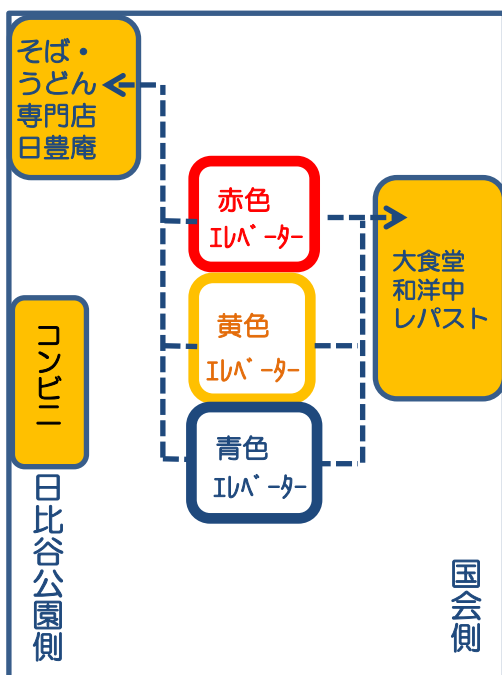 そば・
うどん
専門店
日豊庵
赤色
エレベーター
大食堂
和洋中
レパスト
黄色
エレベーター
コンビニ
青色
エレベーター
日比谷公園側
国会側